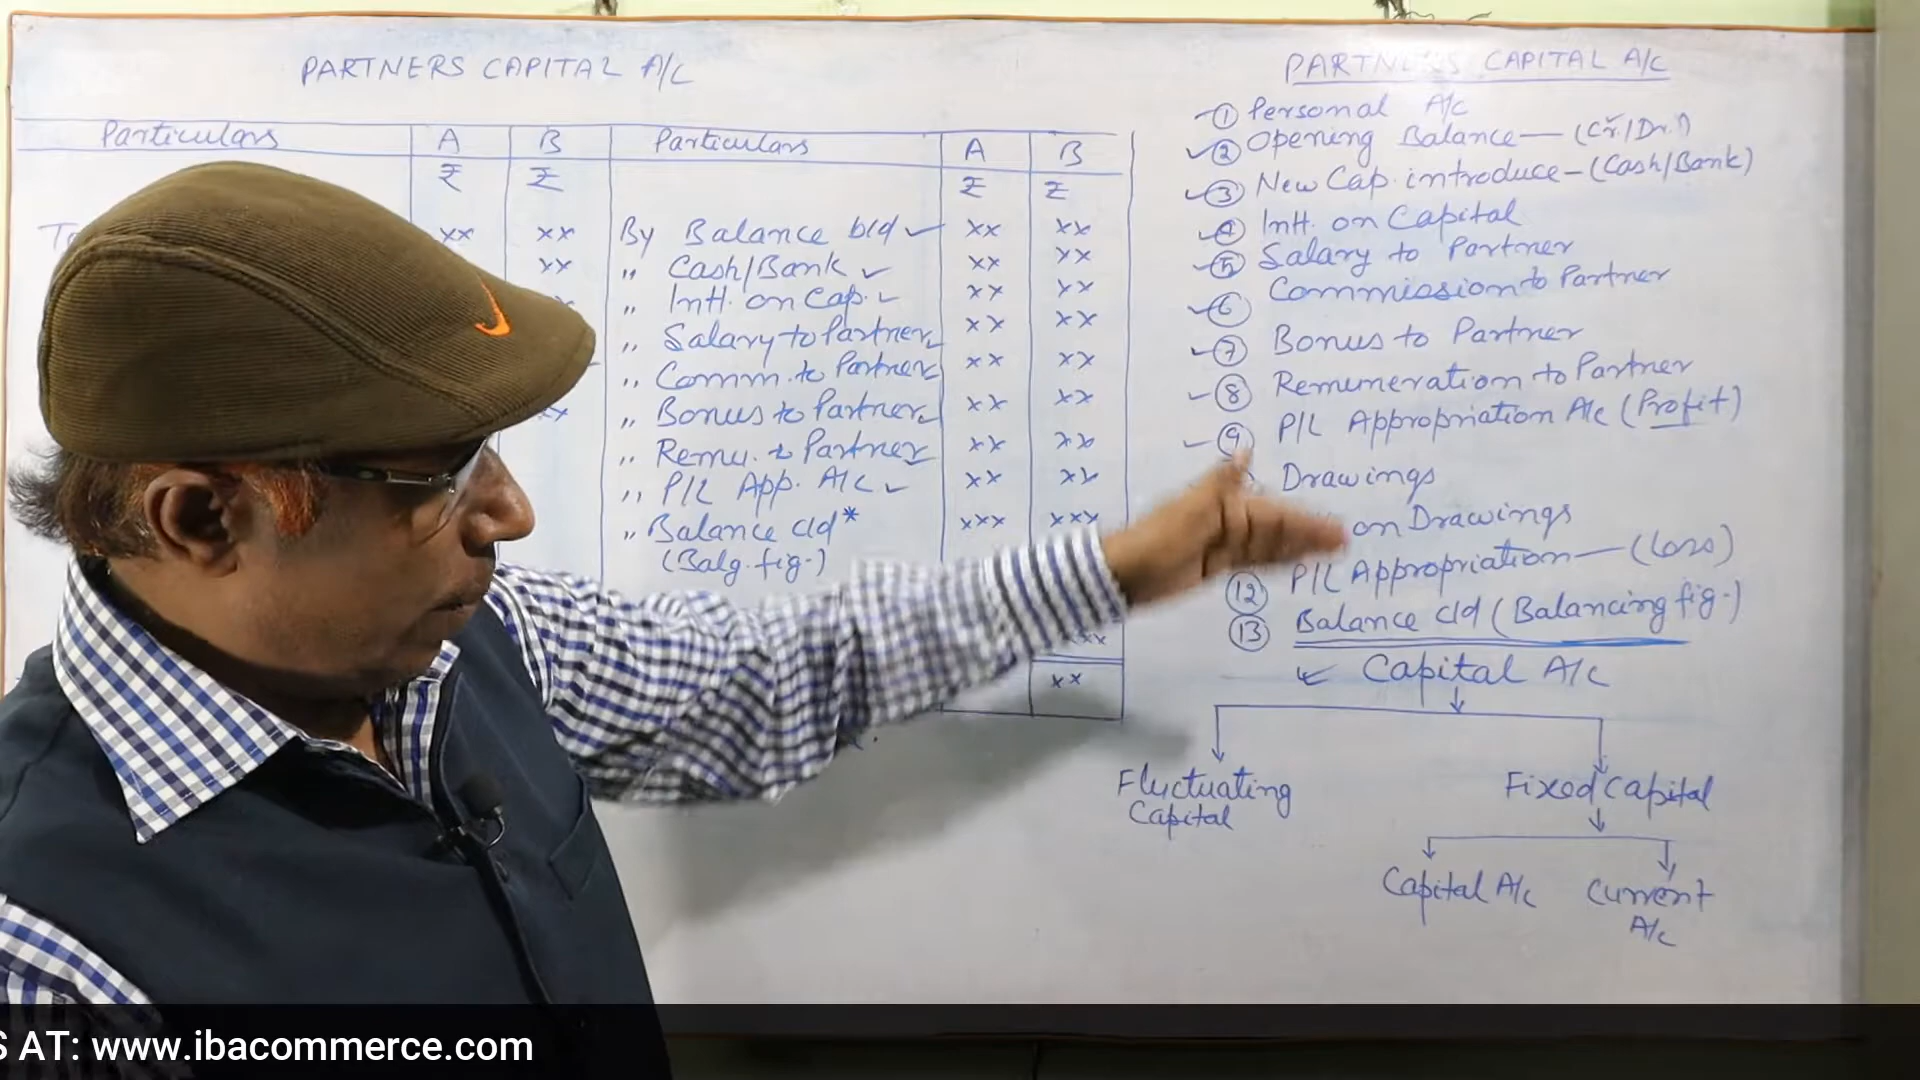 PARTNERS CAPITAL A/C
Particulars A B Particulars A B
₹ ₹ ₹ ₹
To xx xx By Balance b/d ✓ xx xx
xx „ Cash/Bank ✓ xx xx
„ Intt. on Cap. ✓ xx xx
„ Salary to Partner xx xx
„ Comm. to Partner xx xx
„ Bonus to Partner xx xx
„ Remu. to Partner xx xx
„ P/L App. A/c ✓ xx xx
„ Balance c/d* xxx xxx
(Balg. fig.)
xxx
xx
PARTNERS CAPITAL A/c
① Personal A/c
② Opening Balance — (Cr./Dr.)
③ New Cap. introduce - (Cash/Bank)
④ Intt. on Capital
⑤ Salary to Partner
⑥ Commission to Partner
⑦ Bonus to Partner
⑧ Remuneration to Partner
⑨ P/L Appropriation A/c (Profit)
Drawings
on Drawings
⑫ P/L Appropriation — (Loss)
⑬ Balance c/d (Balancing fig.)
Capital A/c
Fluctuating Capital
Fixed Capital
Capital A/c
Current A/c
S AT: www.ibacommerce.com